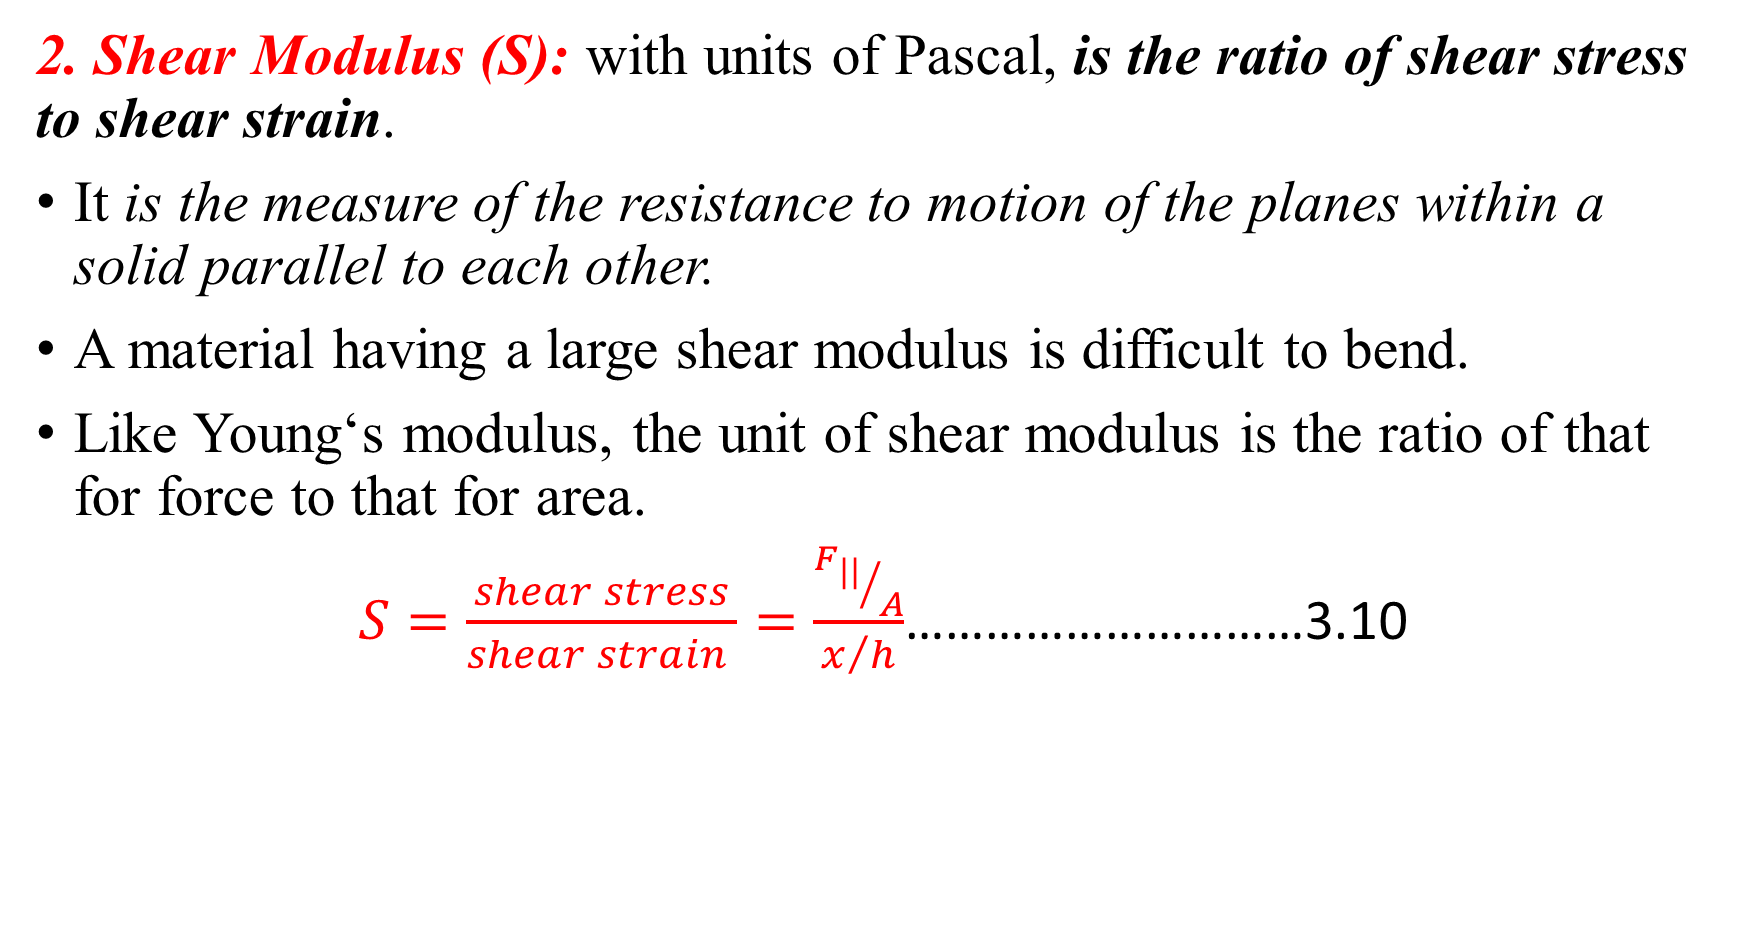 2. Shear Modulus (S): with units of Pascal, is the ratio of shear stress
to shear strain.
• It is the measure of the resistance to motion of the planes within a
solid parallel to each other.
• A material having a large shear modulus is difficult to bend.
• Like Young‘s modulus, the unit of shear modulus is the ratio of that
for force to that for area.
S = shear stress / shear strain = F||/A / x/h ..............................3.10